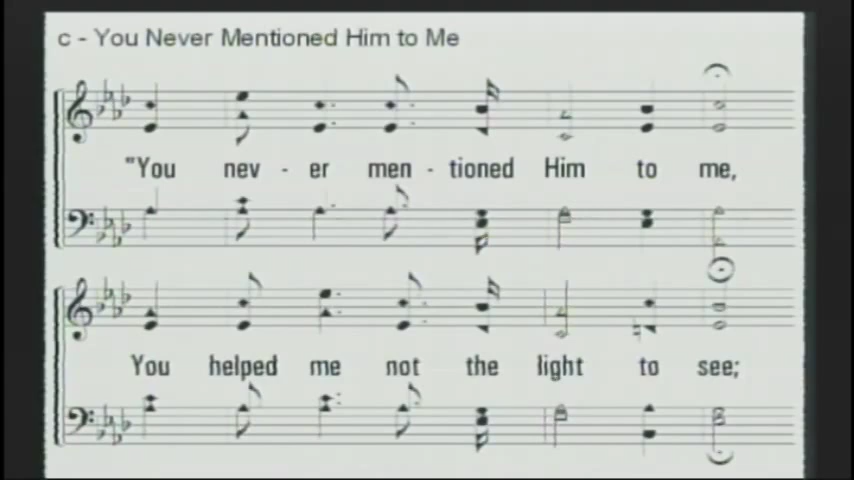 c - You Never Mentioned Him to Me
"You nev - er men - tioned Him to me,
You helped me not the light to see;